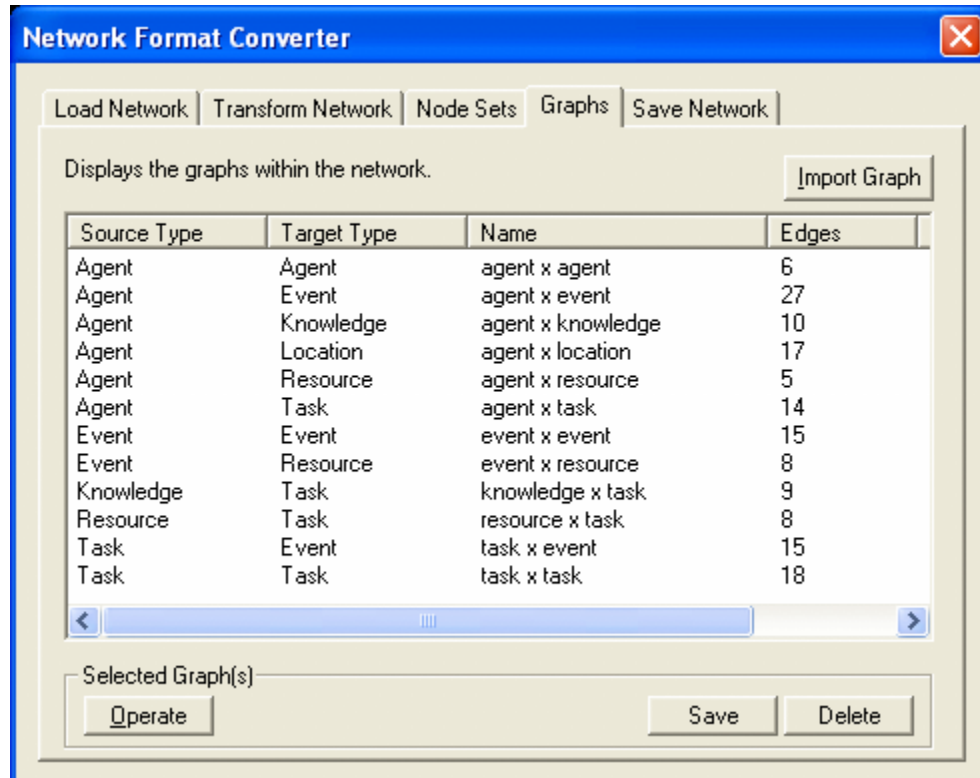 Network Format Converter
Load Network Transform Network Node Sets Graphs Save Network
Displays the graphs within the network.
Import Graph
Source Type Target Type Name Edges
Agent Agent agent x agent 6
Agent Event agent x event 27
Agent Knowledge agent x knowledge 10
Agent Location agent x location 17
Agent Resource agent x resource 5
Agent Task agent x task 14
Event Event event x event 15
Event Resource event x resource 8
Knowledge Task knowledge x task 9
Resource Task resource x task 8
Task Event task x event 15
Task Task task x task 18
Selected Graph(s)
Operate Save Delete